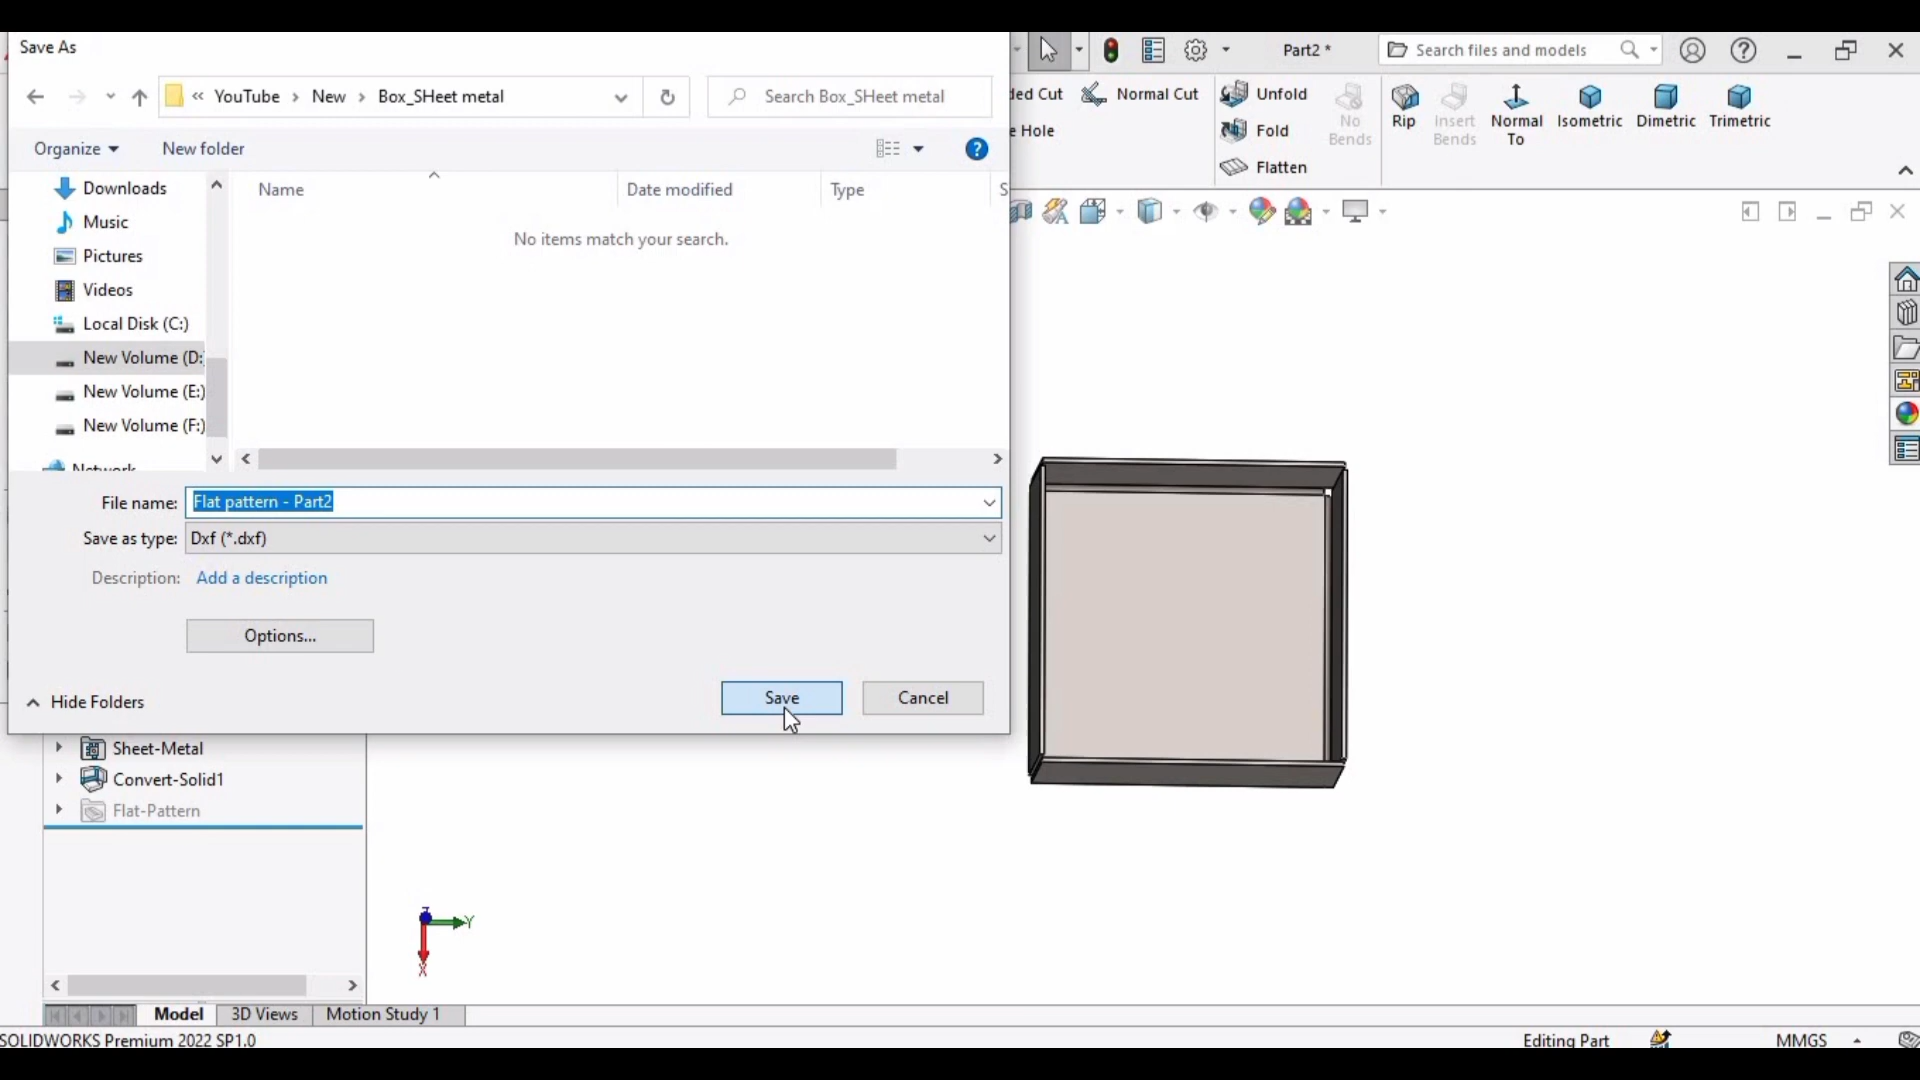 Save As
Part2 *
Search files and models
« YouTube > New > Box_SHeet metal
Search Box_SHeet metal
ded Cut
Normal Cut
Unfold
e Hole
Fold
Flatten
No Bends
Rip
Insert Bends
Normal To
Isometric
Dimetric
Trimetric
Organize
New folder
Downloads
Music
Pictures
Videos
Local Disk (C:)
New Volume (D:
New Volume (E:)
New Volume (F:)
Network
Name
Date modified
Type
S
No items match your search.
File name: Flat pattern - Part2
Save as type: Dxf (*.dxf)
Description: Add a description
Options...
Hide Folders
Save
Cancel
Sheet-Metal
Convert-Solid1
Flat-Pattern
Z
Y
X
Model
3D Views
Motion Study 1
SOLIDWORKS Premium 2022 SP1.0
Editing Part
MMGS